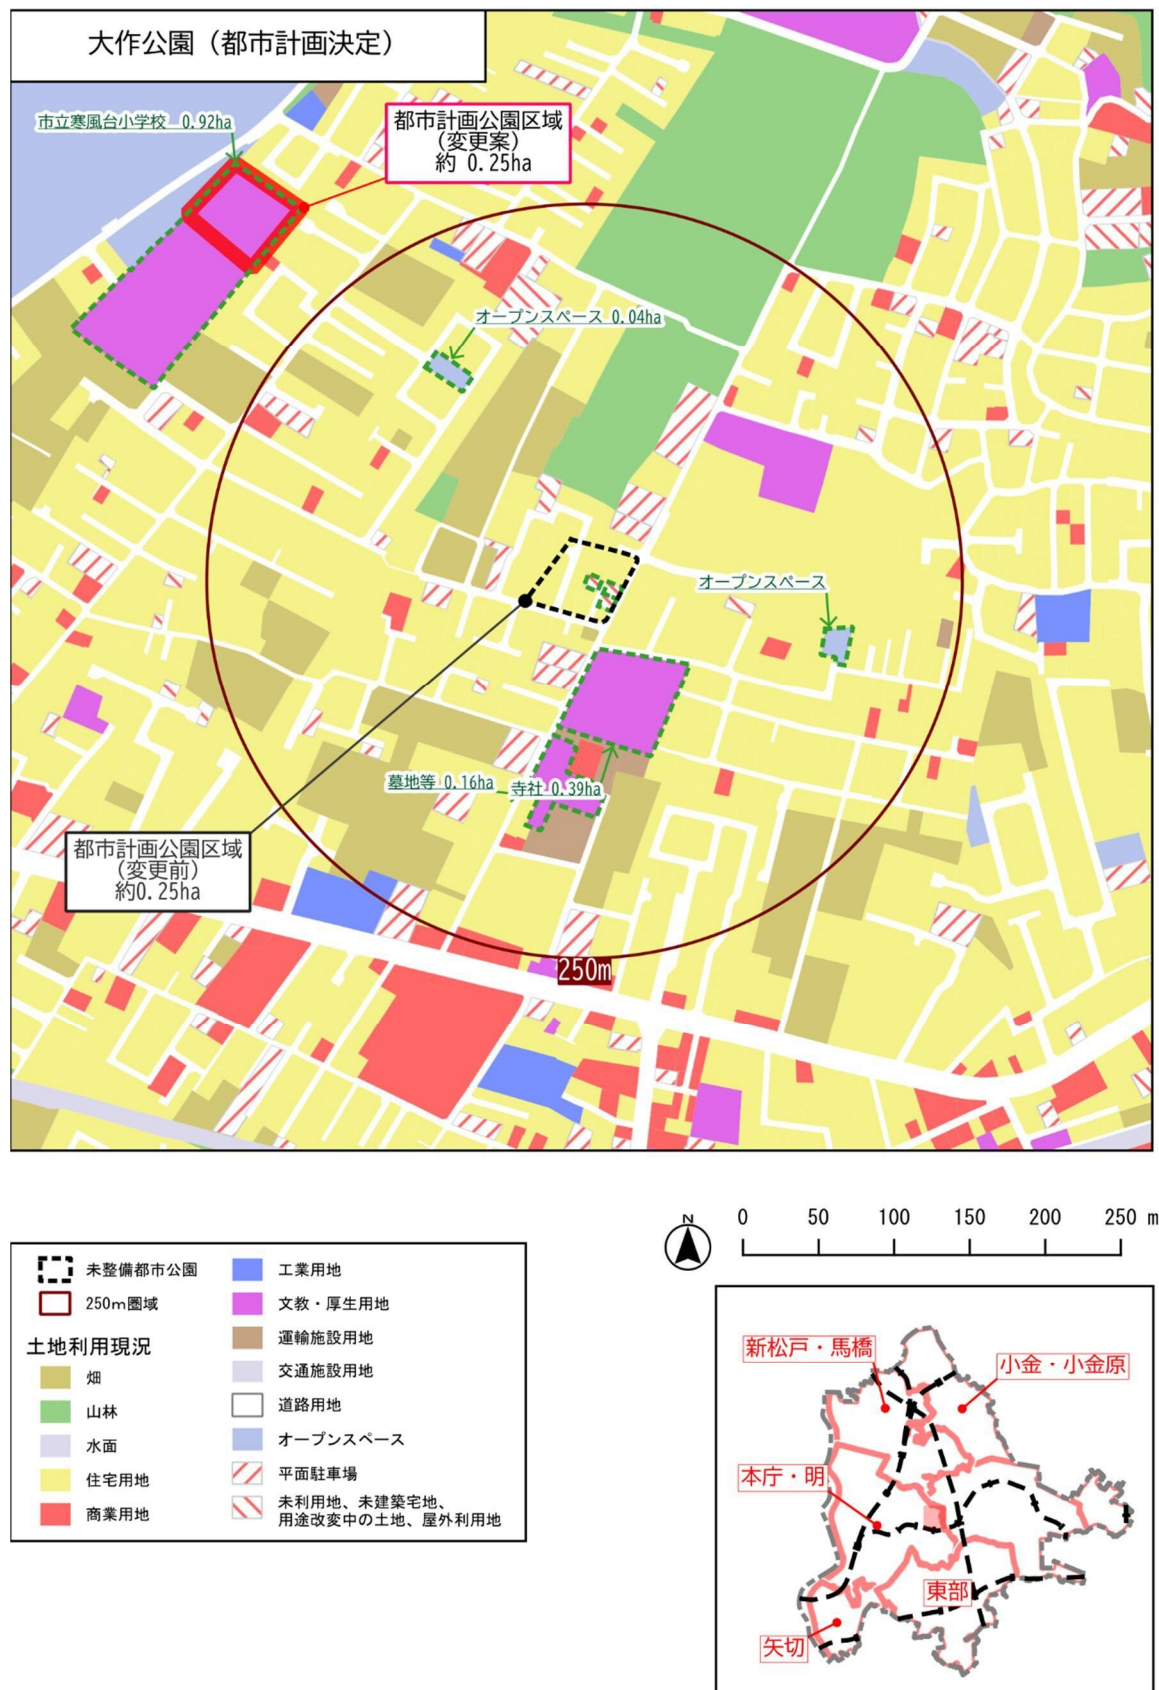 大作公園（都市計画決定）
市立寒風台小学校 0.92ha
都市計画公園区域
（変更案）
約 0.25ha
オープンスペース 0.04ha
オープンスペース
墓地等 0.16ha
寺社 0.39ha
都市計画公園区域
（変更前）
約0.25ha
250m
N
0 50 100 150 200 250 m
未整備都市公園
250m圏域
土地利用現況
畑
山林
水面
住宅用地
商業用地
工業用地
文教・厚生用地
運輸施設用地
交通施設用地
道路用地
オープンスペース
平面駐車場
未利用地、未建築宅地、
用途改変中の土地、屋外利用地
新松戸・馬橋
小金・小金原
本庁・明
東部
矢切